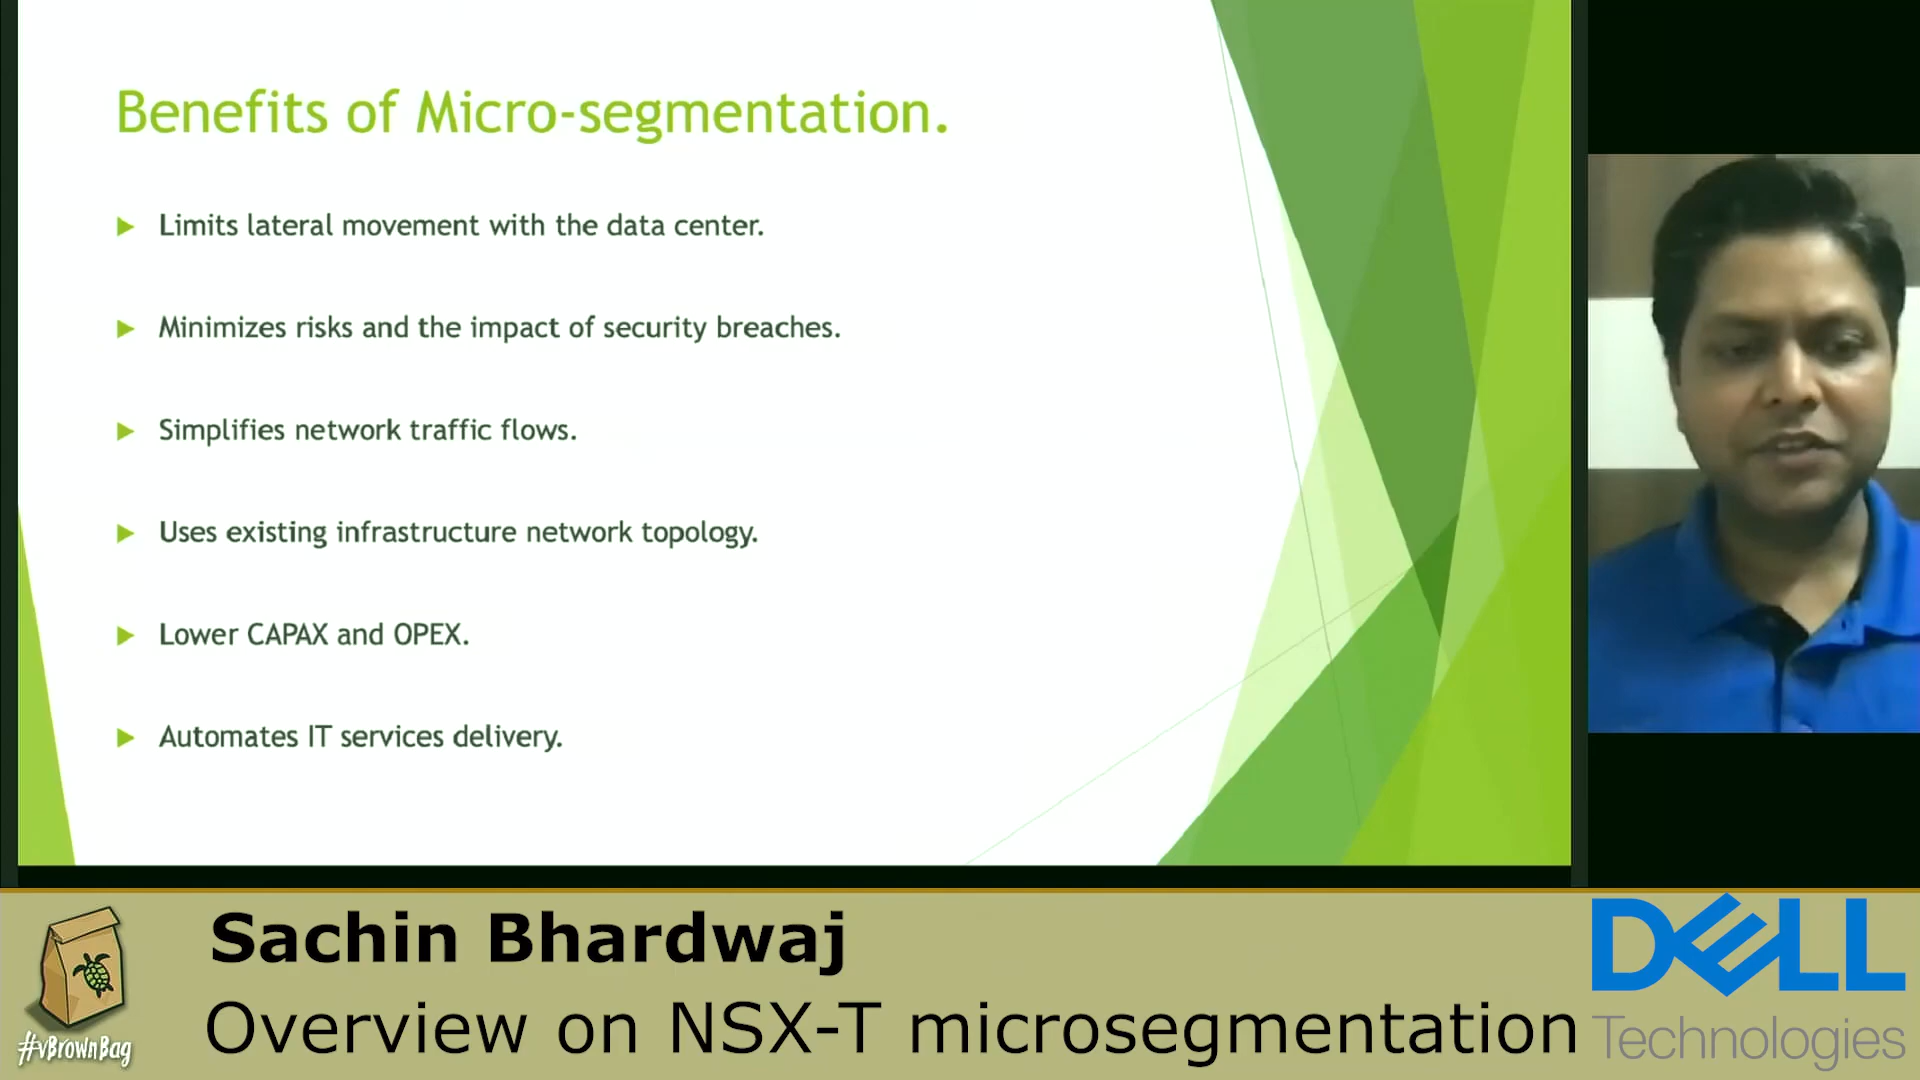 Benefits of Micro-segmentation.
Limits lateral movement with the data center.
Minimizes risks and the impact of security breaches.
Simplifies network traffic flows.
Uses existing infrastructure network topology.
Lower CAPAX and OPEX.
Automates IT services delivery.
#vBrownBag
Sachin Bhardwaj
Overview on NSX-T microsegmentation
DELL
Technologies